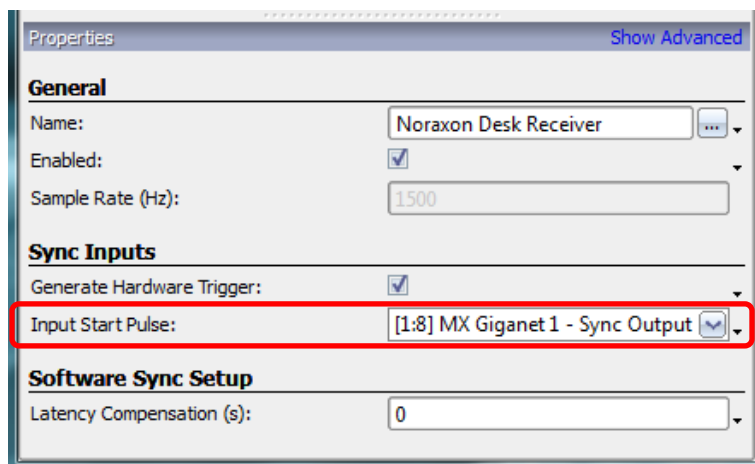 Properties Show Advanced
General
Name: Noraxon Desk Receiver ...
Enabled:
Sample Rate (Hz): 1500
Sync Inputs
Generate Hardware Trigger:
Input Start Pulse: [1:8] MX Giganet 1 - Sync Output
Software Sync Setup
Latency Compensation (s): 0